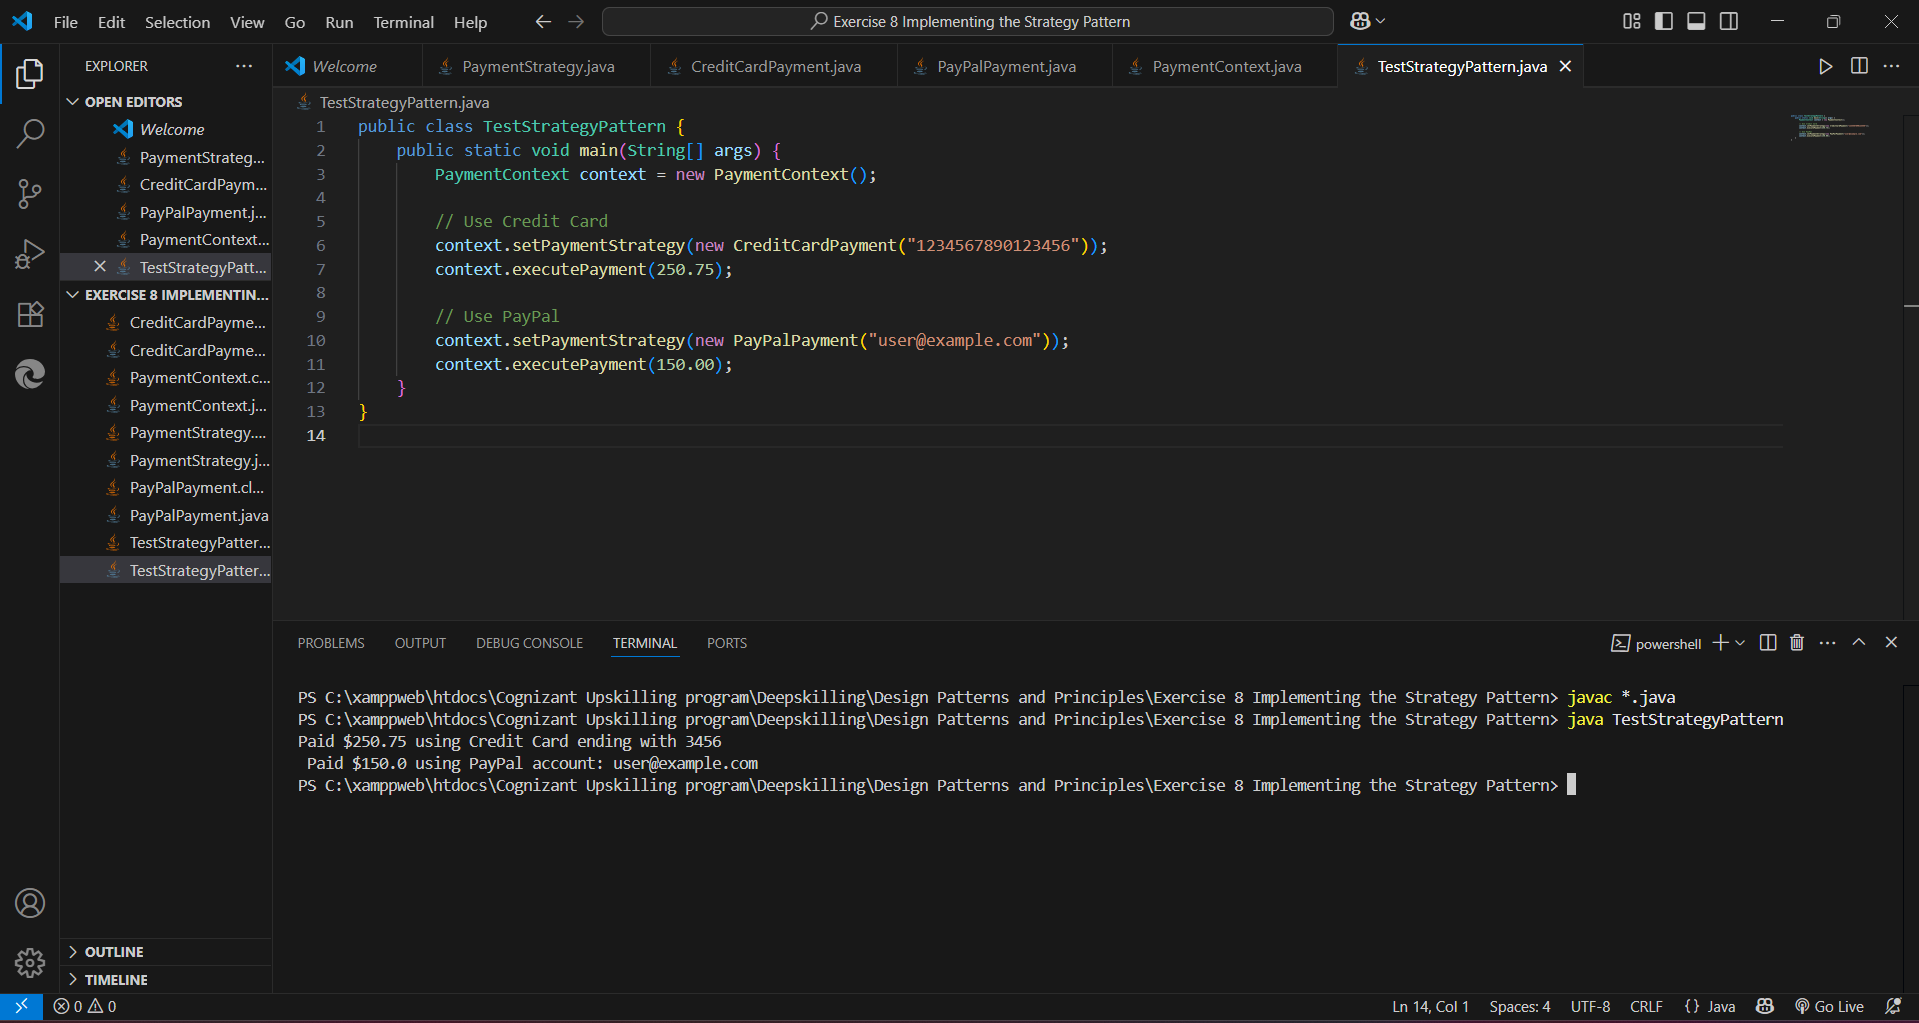 File Edit Selection View Go Run Terminal Help
Exercise 8 Implementing the Strategy Pattern
EXPLORER
OPEN EDITORS
Welcome
PaymentStrateg...
CreditCardPaym...
PayPalPayment.j...
PaymentContext...
TestStrategyPatt...
EXERCISE 8 IMPLEMENTIN...
CreditCardPayme...
CreditCardPayme...
PaymentContext.c...
PaymentContext.j...
PaymentStrategy....
PaymentStrategy.j...
PayPalPayment.cl...
PayPalPayment.java
TestStrategyPatter...
TestStrategyPatter...
OUTLINE
TIMELINE
Welcome PaymentStrategy.java CreditCardPayment.java PayPalPayment.java PaymentContext.java TestStrategyPattern.java
TestStrategyPattern.java
1 public class TestStrategyPattern {
2 public static void main(String[] args) {
3 PaymentContext context = new PaymentContext();
4
5 // Use Credit Card
6 context.setPaymentStrategy(new CreditCardPayment("1234567890123456"));
7 context.executePayment(250.75);
8
9 // Use PayPal
10 context.setPaymentStrategy(new PayPalPayment("user@example.com"));
11 context.executePayment(150.00);
12 }
13 }
14
PROBLEMS OUTPUT DEBUG CONSOLE TERMINAL PORTS
powershell
PS C:\xamppweb\htdocs\Cognizant Upskilling program\Deepskilling\Design Patterns and Principles\Exercise 8 Implementing the Strategy Pattern> javac *.java
PS C:\xamppweb\htdocs\Cognizant Upskilling program\Deepskilling\Design Patterns and Principles\Exercise 8 Implementing the Strategy Pattern> java TestStrategyPattern
Paid $250.75 using Credit Card ending with 3456
Paid $150.0 using PayPal account: user@example.com
PS C:\xamppweb\htdocs\Cognizant Upskilling program\Deepskilling\Design Patterns and Principles\Exercise 8 Implementing the Strategy Pattern>
0 0
Ln 14, Col 1 Spaces: 4 UTF-8 CRLF {} Java Go Live